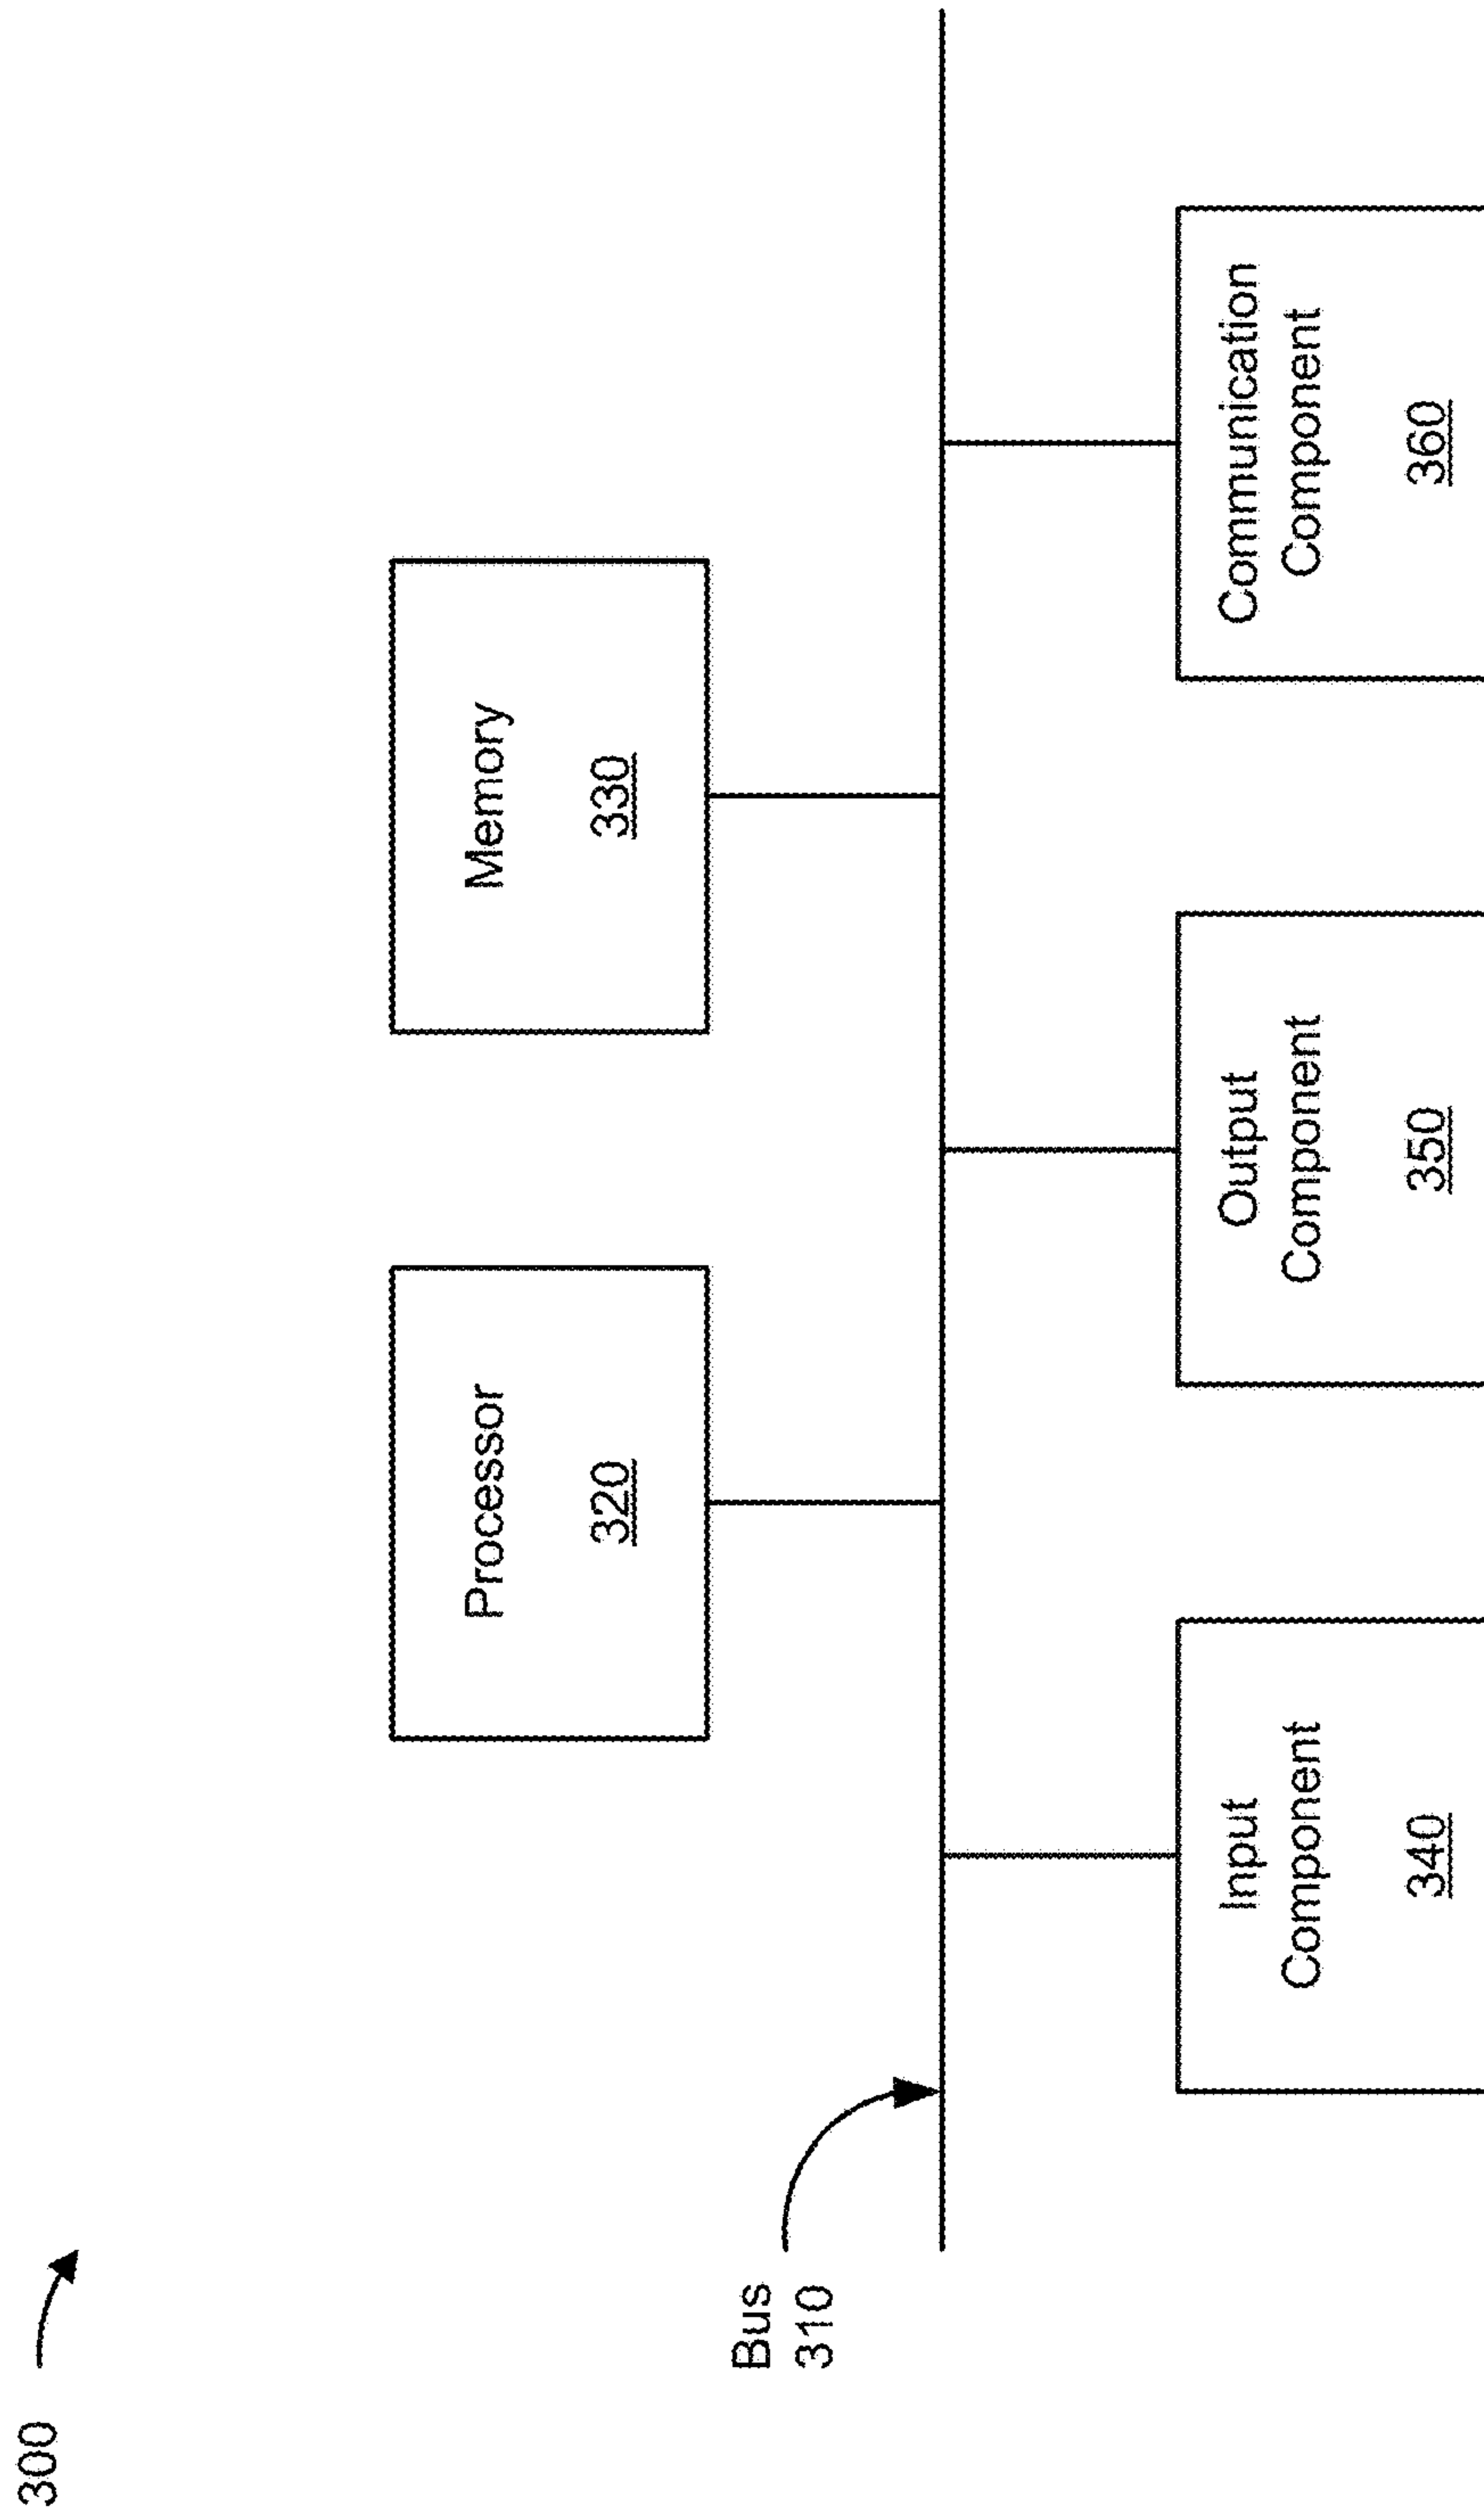 300
Processor
320
Memory
330
Bus
310
Input
Component
340
Output
Component
350
Communication
Component
360